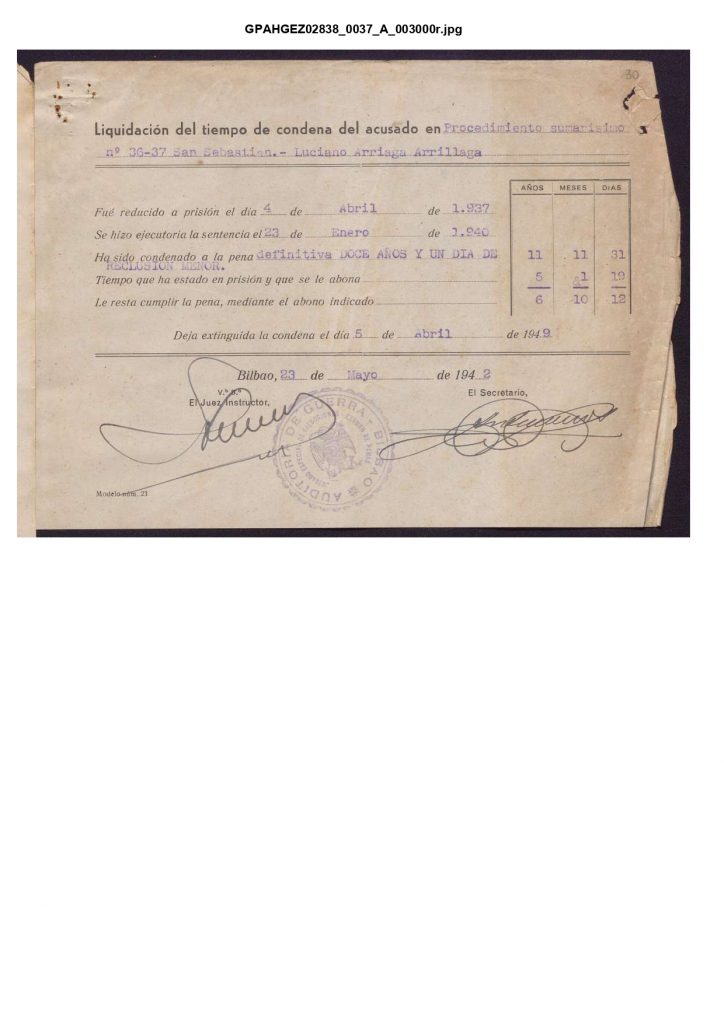 GPAHGEZ02838_0037_A_003000r.jpg
30
Liquidación del tiempo de condena del acusado en Procedimiento sumarisimo
nº 36-37 San Sebastian.- Luciano Arriaga Arrillaga
AÑOS MESES DIAS
Fué reducido a prisión el día 4 de Abril de 1.937
Se hizo ejecutoria la sentencia el 23 de Enero de 1.940
Ha sido condenado a la pena definitiva DOCE AÑOS Y UN DIA DE 11 11 31
RECLUSION MENOR.
Tiempo que ha estado en prisión y que se le abona 5 1 19
Le resta cumplir la pena, mediante el abono indicado 6 10 12
Deja extinguida la condena el día 5 de Abril de 1949
Bilbao, 23 de Mayo de 1942
V.º B.º
El Juez Instructor, El Secretario,
AUDITORIA DE GUERRA - BILBAO
Modelo núm. 21